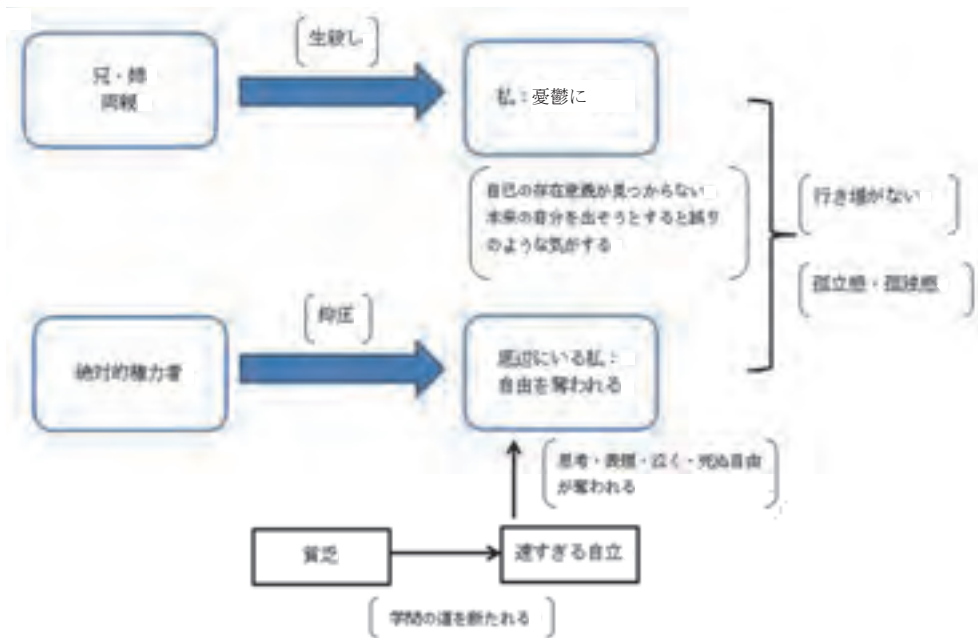 生殺し
兄・姉
両親
私：憂鬱に
自己の存在意義が見つからない
本来の自分を出そうとすると誤り
のような気がする
行き場がない
孤立感・孤独感
抑圧
絶対的権力者
底辺にいる私：
自由を奪われる
思考・表現・泣く・死ぬ自由
が奪われる
貧乏
速すぎる自立
学問の道を断たれる